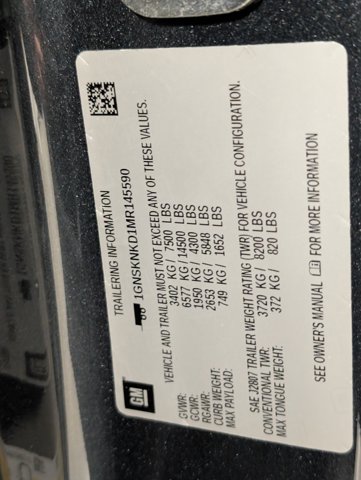 TRAILERING INFORMATION
GM
1GNSKNKD1MR145590
VEHICLE AND TRAILER MUST NOT EXCEED ANY OF THESE VALUES.
GVWR: 3402 KG / 7500 LBS
GCWR: 6577 KG / 14500 LBS
RGAWR: 1950 KG / 4300 LBS
CURB WEIGHT: 2653 KG / 5848 LBS
MAX PAYLOAD: 749 KG / 1652 LBS
SAE J2807 TRAILER WEIGHT RATING (TWR) FOR VEHICLE CONFIGURATION.
CONVENTIONAL TWR: 3720 KG / 8200 LBS
MAX TONGUE WEIGHT: 372 KG / 820 LBS
SEE OWNER'S MANUAL FOR MORE INFORMATION